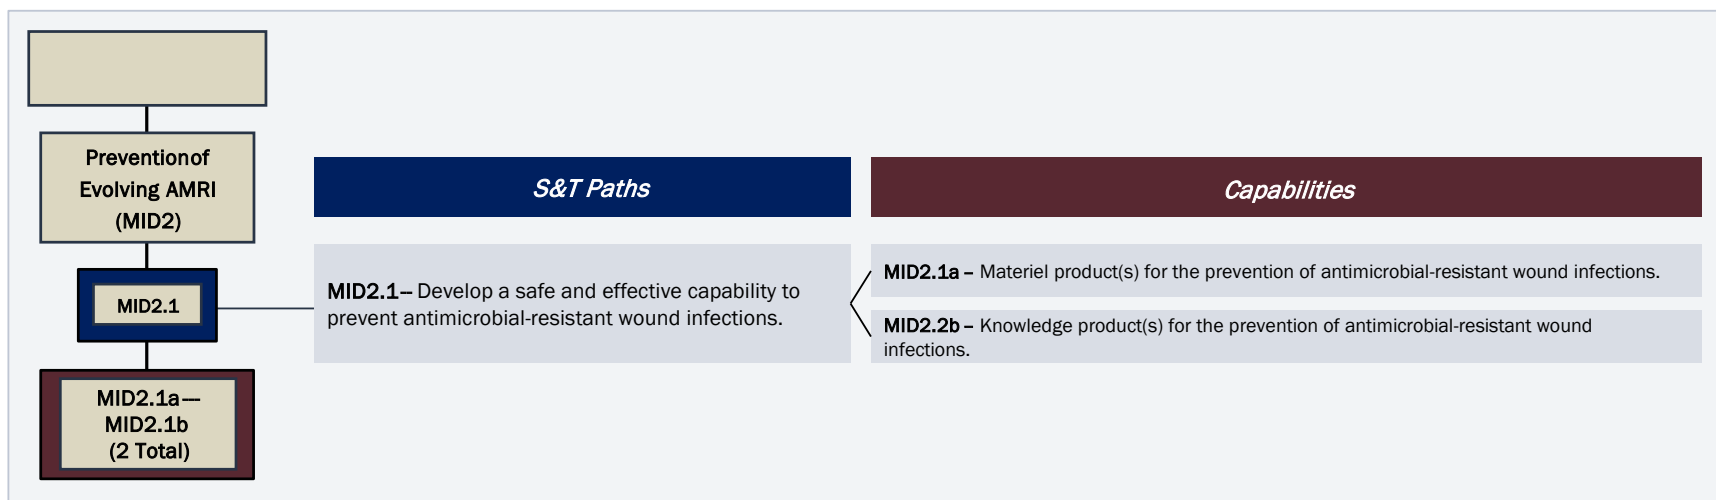 Preventionof
Evolving AMRI
(MID2)
MID2.1
MID2.1a—
MID2.1b
(2 Total)
S&T Paths
MID2.1– Develop a safe and effective capability to
prevent antimicrobial-resistant wound infections.
Capabilities
MID2.1a – Materiel product(s) for the prevention of antimicrobial-resistant wound infections.
MID2.2b – Knowledge product(s) for the prevention of antimicrobial-resistant wound
infections.